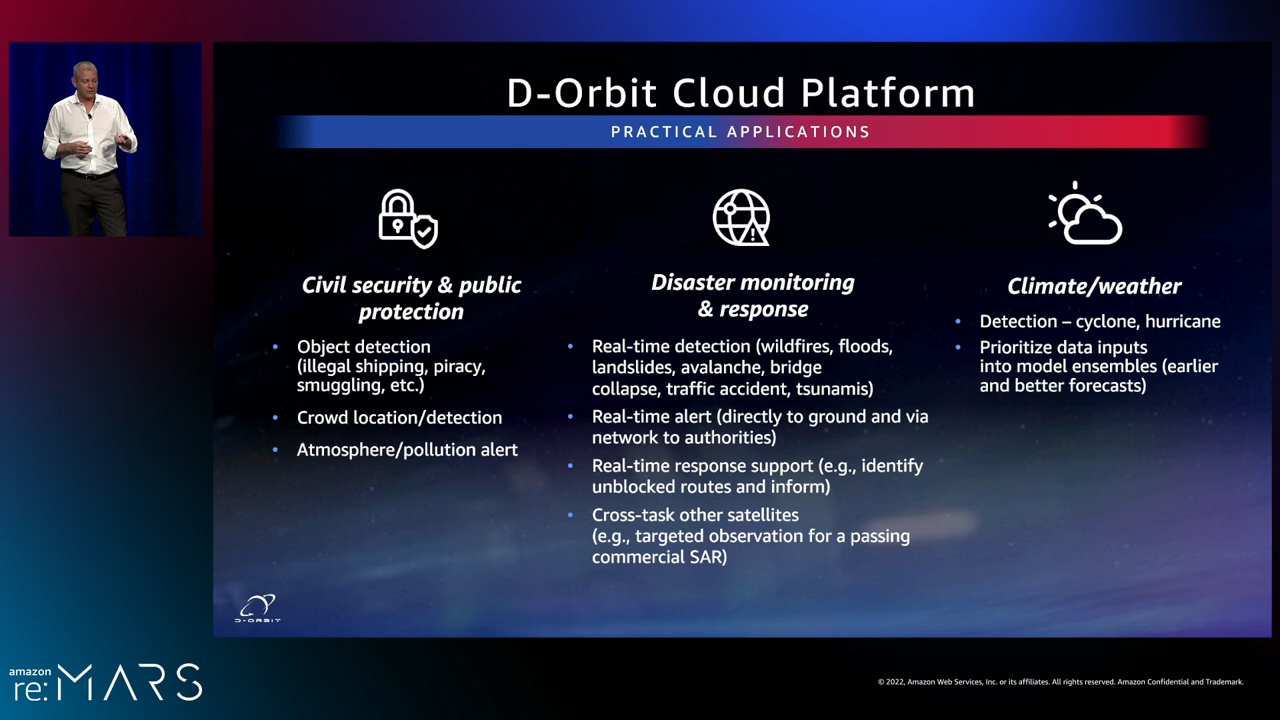 D-Orbit Cloud Platform
PRACTICAL APPLICATIONS
Civil security & public
protection
• Object detection
(illegal shipping, piracy,
smuggling, etc.)
• Crowd location/detection
• Atmosphere/pollution alert
Disaster monitoring
& response
• Real-time detection (wildfires, floods,
landslides, avalanche, bridge
collapse, traffic accident, tsunamis)
• Real-time alert (directly to ground and via
network to authorities)
• Real-time response support (e.g., identify
unblocked routes and inform)
• Cross-task other satellites
(e.g., targeted observation for a passing
commercial SAR)
Climate/weather
• Detection – cyclone, hurricane
• Prioritize data inputs
into model ensembles (earlier
and better forecasts)
D-ORBIT
amazon
re:MARS
© 2022, Amazon Web Services, Inc. or its affiliates. All rights reserved. Amazon Confidential and Trademark.